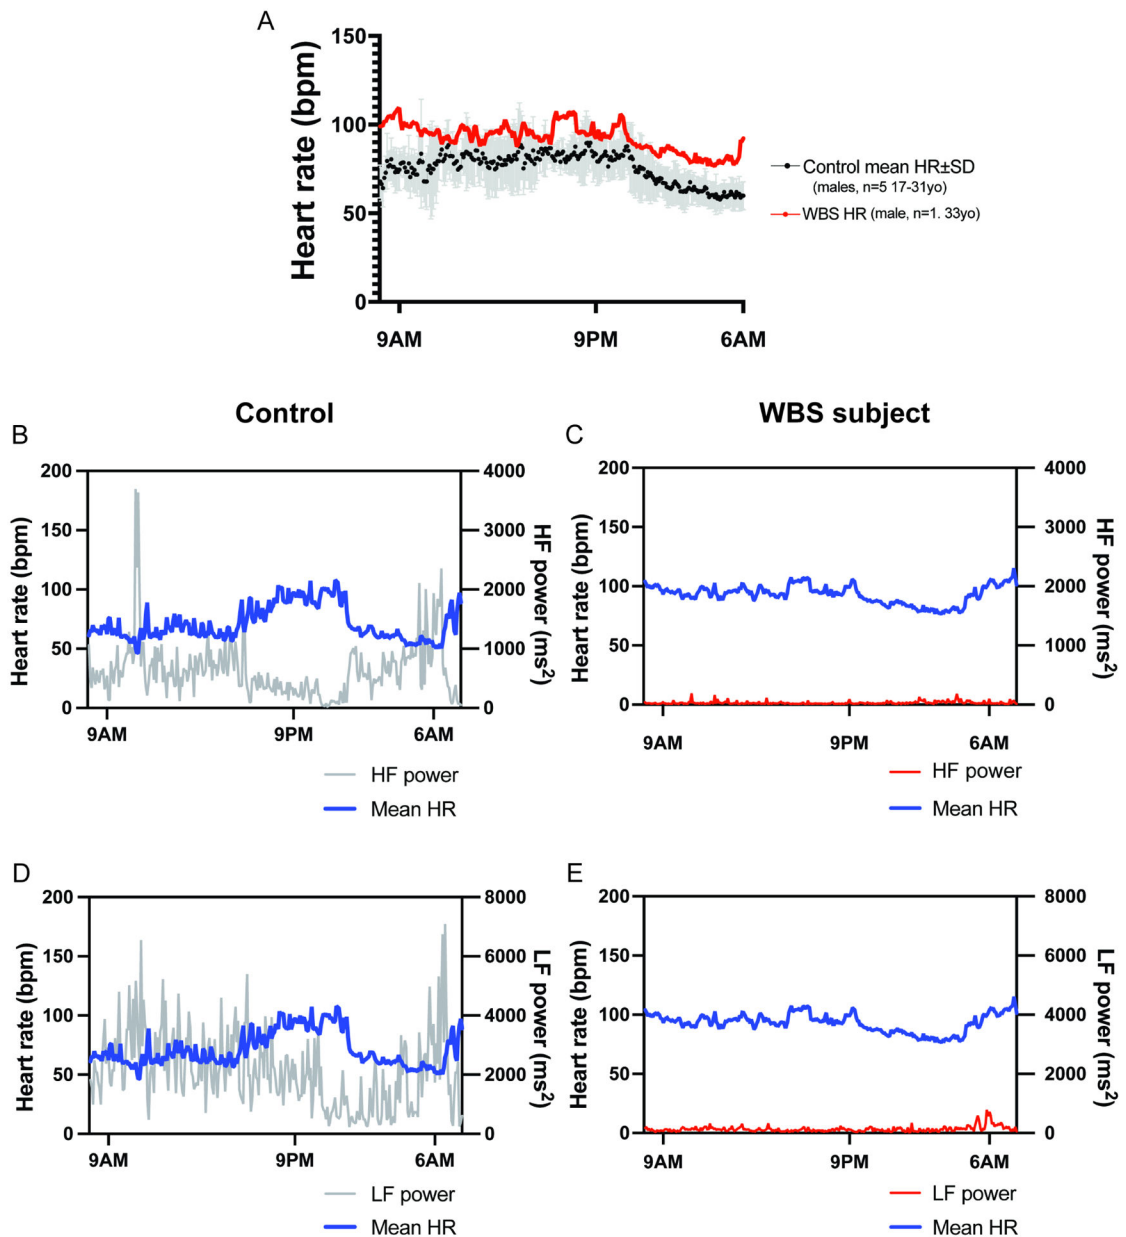 A
Heart rate (bpm)
150
100
50
0
9AM 9PM 6AM
Control mean HR±SD
(males, n=5 17-31yo)
WBS HR (male, n=1. 33yo)
Control
WBS subject
B
Heart rate (bpm)
200
150
100
50
0
4000
3000
2000
1000
0
HF power (ms²)
9AM 9PM 6AM
HF power
Mean HR
C
Heart rate (bpm)
200
150
100
50
0
4000
3000
2000
1000
0
HF power (ms²)
9AM 9PM 6AM
HF power
Mean HR
D
Heart rate (bpm)
200
150
100
50
0
8000
6000
4000
2000
0
LF power (ms²)
9AM 9PM 6AM
LF power
Mean HR
E
Heart rate (bpm)
200
150
100
50
0
8000
6000
4000
2000
0
LF power (ms²)
9AM 9PM 6AM
LF power
Mean HR